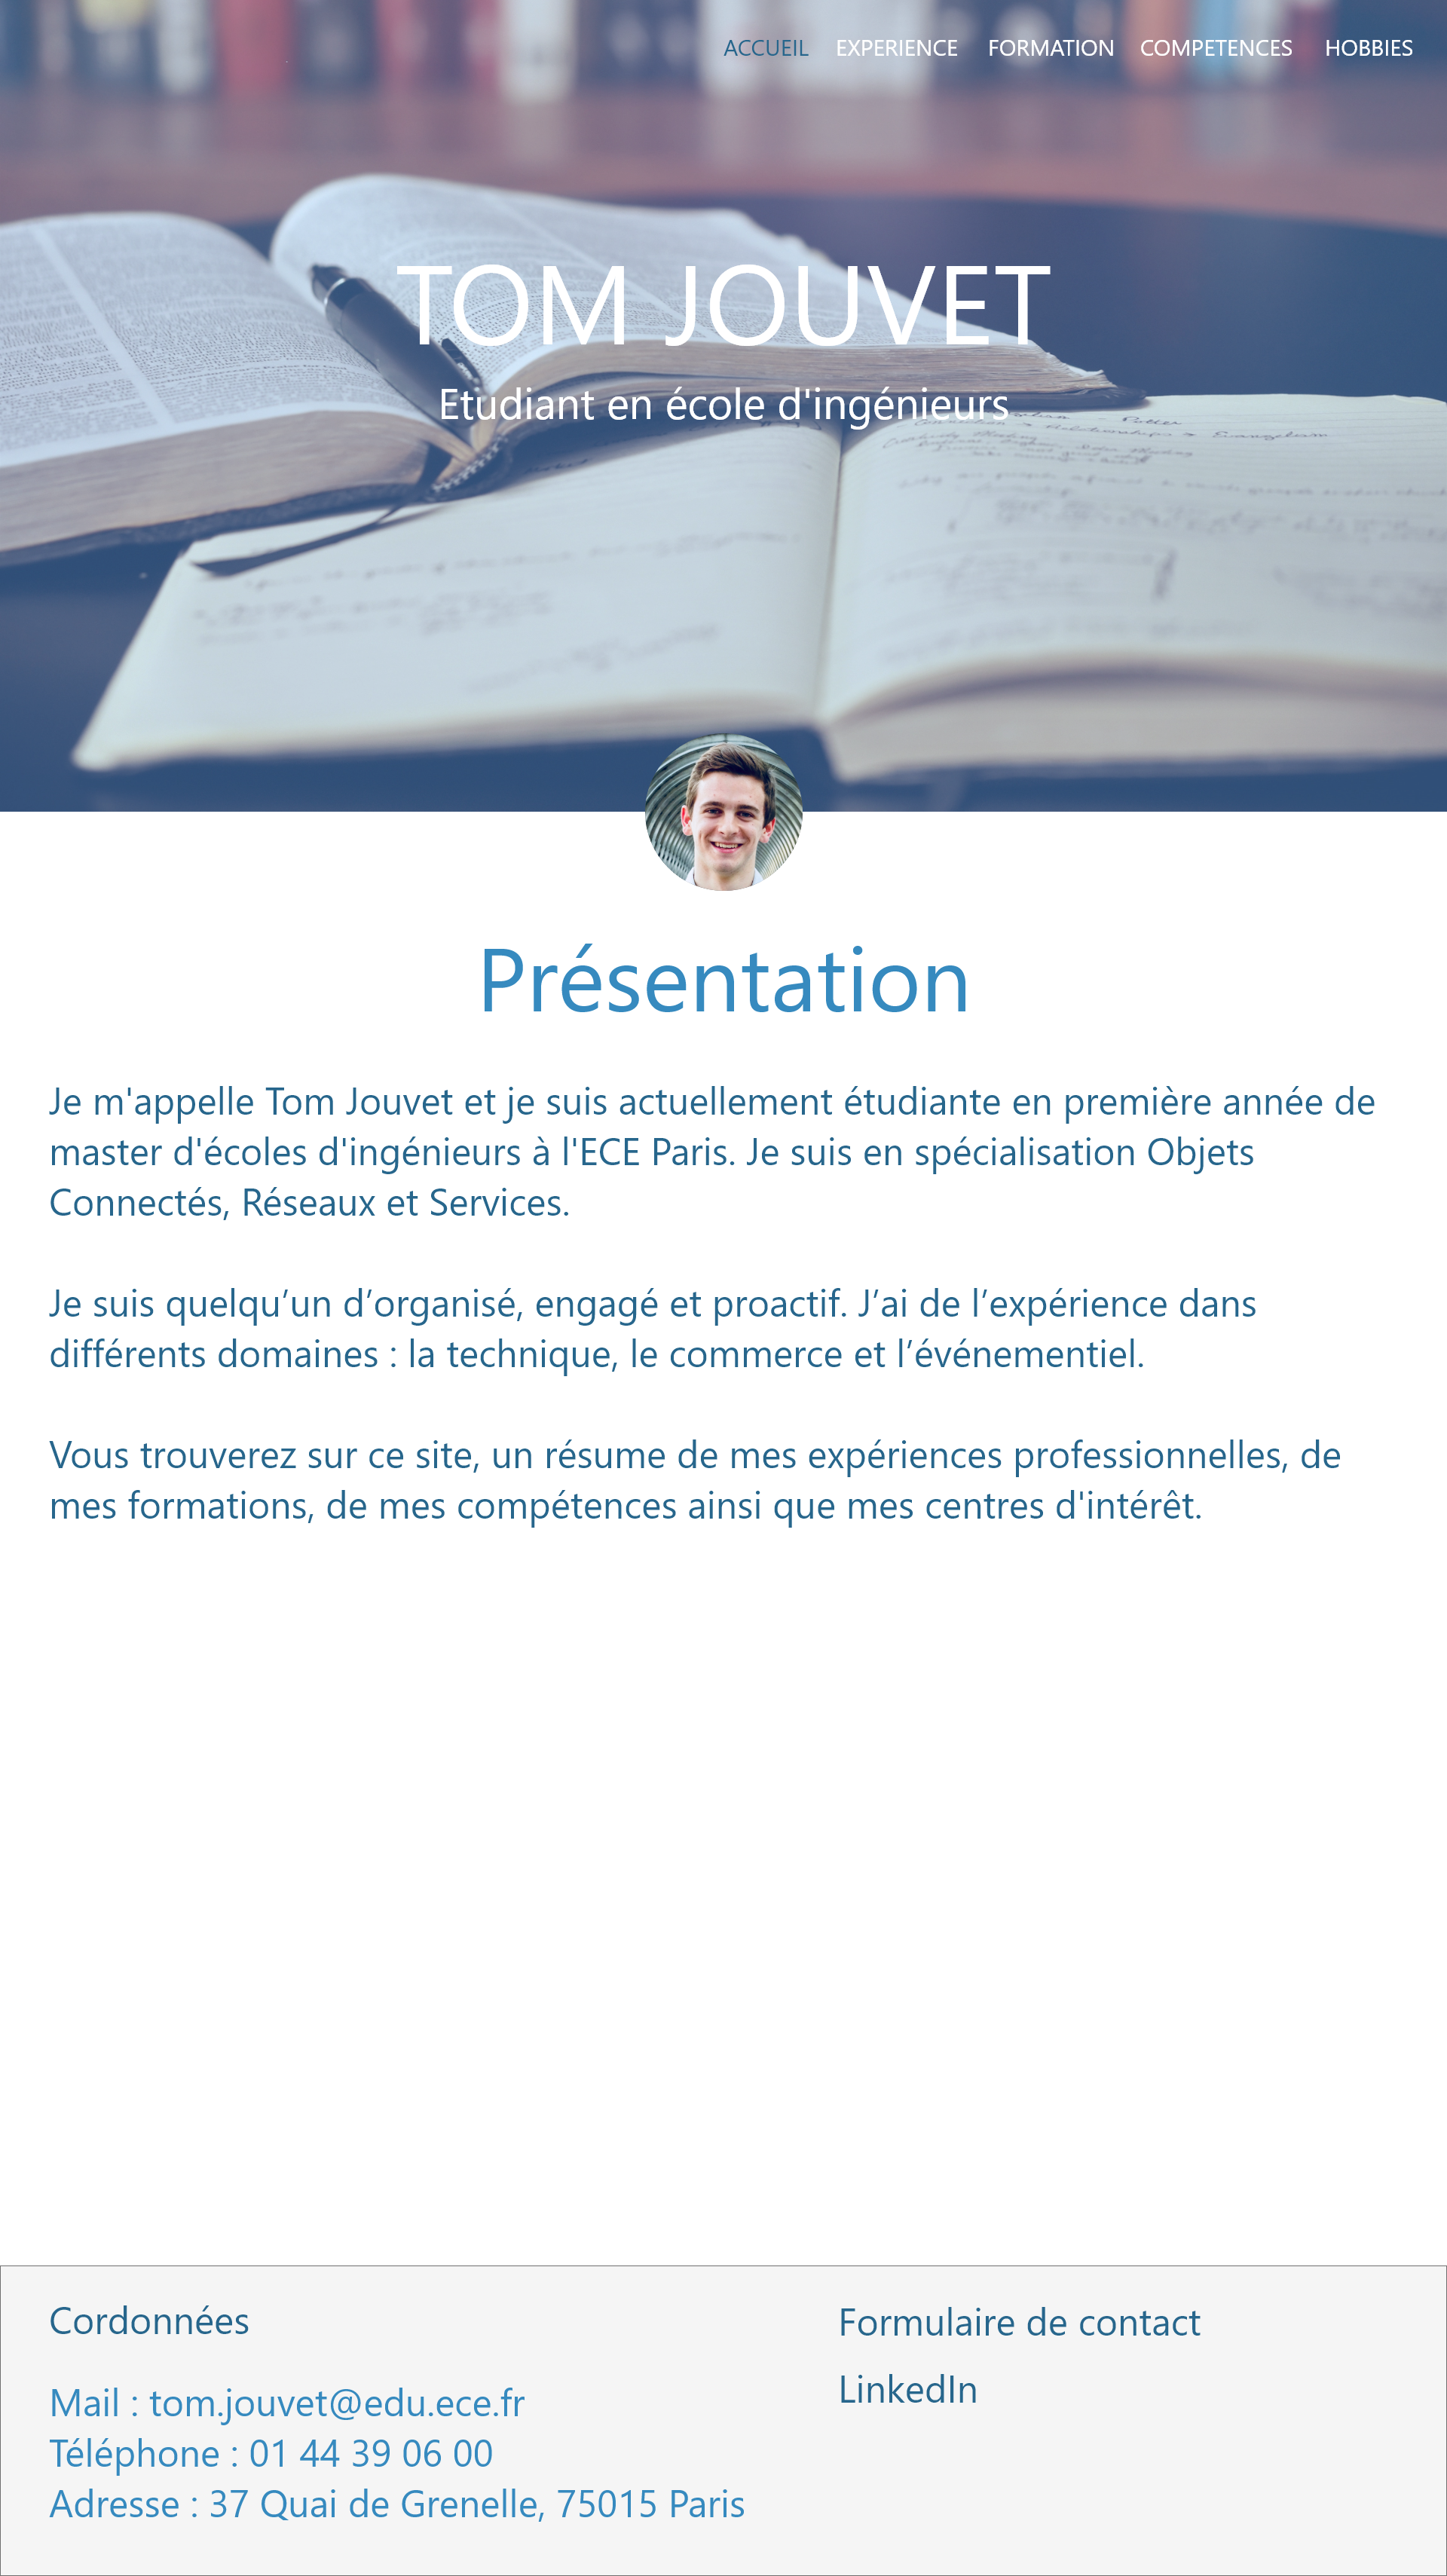 ACCUEIL EXPERIENCE FORMATION COMPETENCES HOBBIES
TOM JOUVET
Etudiant en école d'ingénieurs
Présentation
Je m'appelle Tom Jouvet et je suis actuellement étudiante en première année de
master d'écoles d'ingénieurs à l'ECE Paris. Je suis en spécialisation Objets
Connectés, Réseaux et Services.
Je suis quelqu’un d’organisé, engagé et proactif. J’ai de l’expérience dans
différents domaines : la technique, le commerce et l’événementiel.
Vous trouverez sur ce site, un résume de mes expériences professionnelles, de
mes formations, de mes compétences ainsi que mes centres d'intérêt.
Cordonnées
Mail : tom.jouvet@edu.ece.fr
Téléphone : 01 44 39 06 00
Adresse : 37 Quai de Grenelle, 75015 Paris
Formulaire de contact
LinkedIn